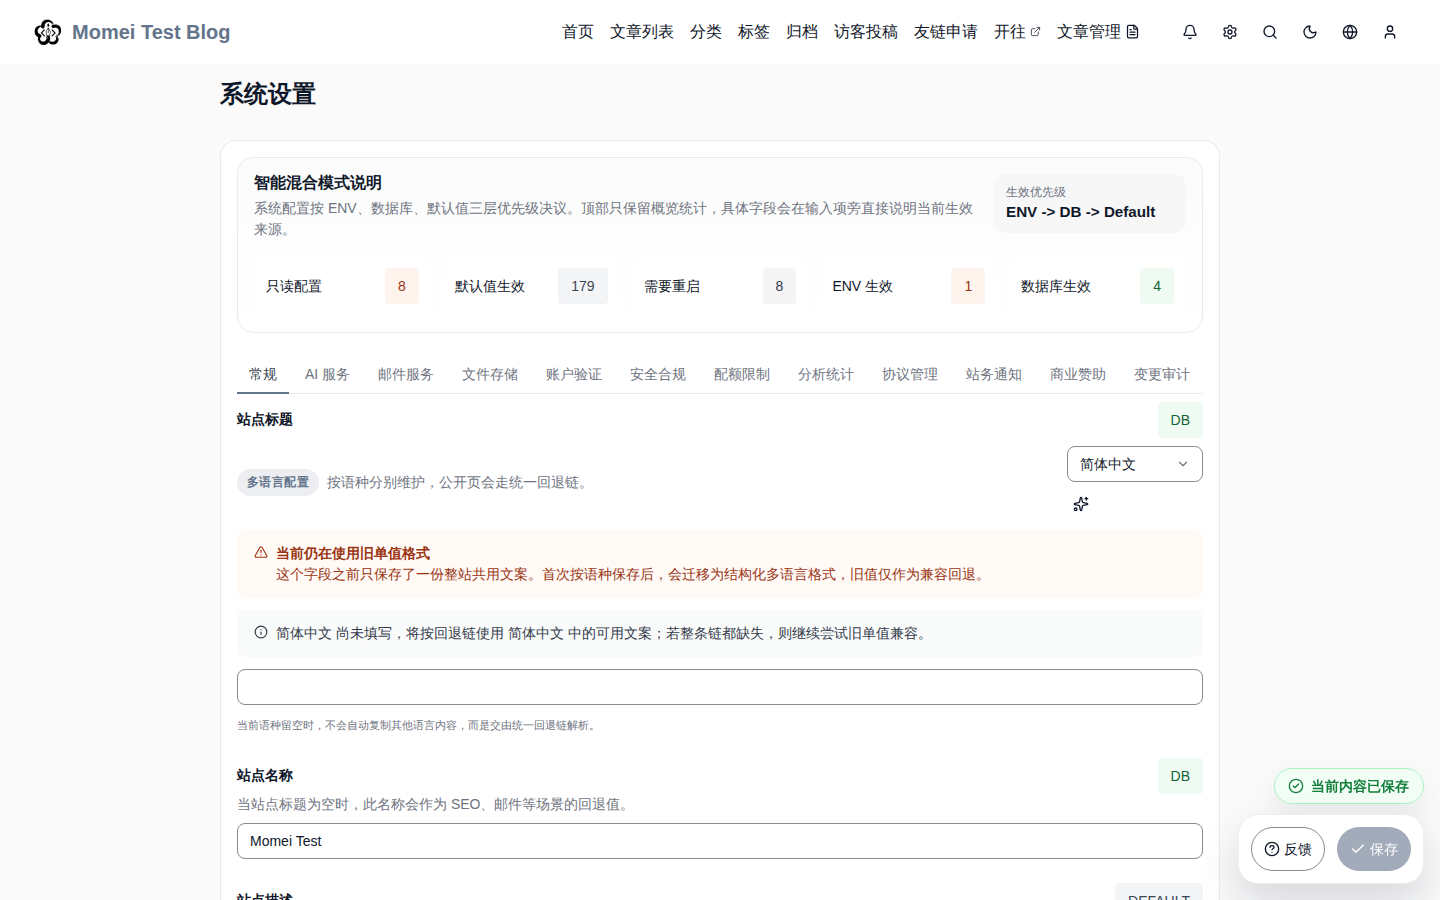 Momei Test Blog
首页 文章列表 分类 标签 归档 访客投稿 友链申请 开往 文章管理
系统设置
智能混合模式说明
系统配置按 ENV、数据库、默认值三层优先级决议。顶部只保留概览统计，具体字段会在输入项旁直接说明当前生效
来源。
生效优先级
ENV -> DB -> Default
只读配置 8
默认值生效 179
需要重启 8
ENV 生效 1
数据库生效 4
常规 AI 服务 邮件服务 文件存储 账户验证 安全合规 配额限制 分析统计 协议管理 站务通知 商业赞助 变更审计
站点标题 DB
多语言配置 按语种分别维护，公开页会走统一回退链。
简体中文
当前仍在使用旧单值格式
这个字段之前只保存了一份整站共用文案。首次按语种保存后，会迁移为结构化多语言格式，旧值仅作为兼容回退。
简体中文 尚未填写，将按回退链使用 简体中文 中的可用文案；若整条链都缺失，则继续尝试旧单值兼容。
当前语种留空时，不会自动复制其他语言内容，而是交由统一回退链解析。
站点名称 DB
当站点标题为空时，此名称会作为 SEO、邮件等场景的回退值。
Momei Test
当前内容已保存
反馈 保存
站点描述 DEFAULT